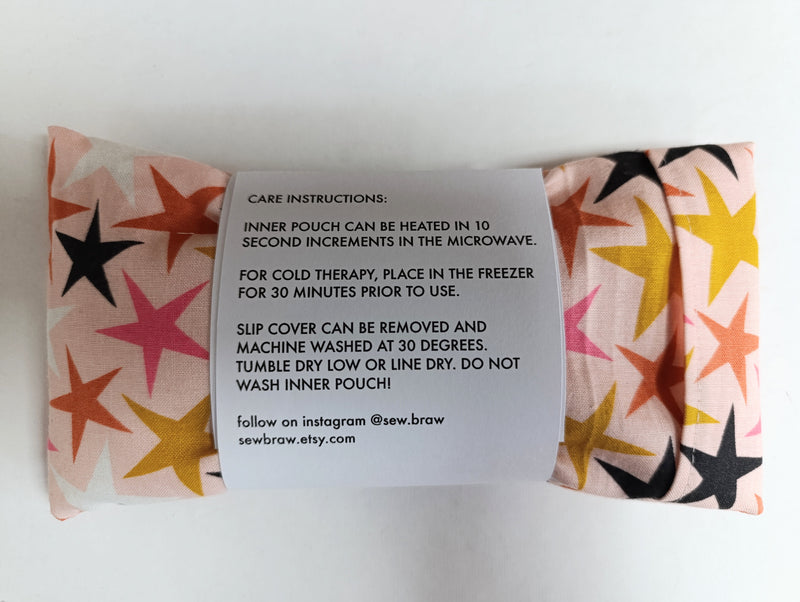 CARE INSTRUCTIONS:
INNER POUCH CAN BE HEATED IN 10
SECOND INCREMENTS IN THE MICROWAVE.
FOR COLD THERAPY, PLACE IN THE FREEZER
FOR 30 MINUTES PRIOR TO USE.
SLIP COVER CAN BE REMOVED AND
MACHINE WASHED AT 30 DEGREES.
TUMBLE DRY LOW OR LINE DRY. DO NOT
WASH INNER POUCH!
follow on instagram @sew.braw
sewbraw.etsy.com